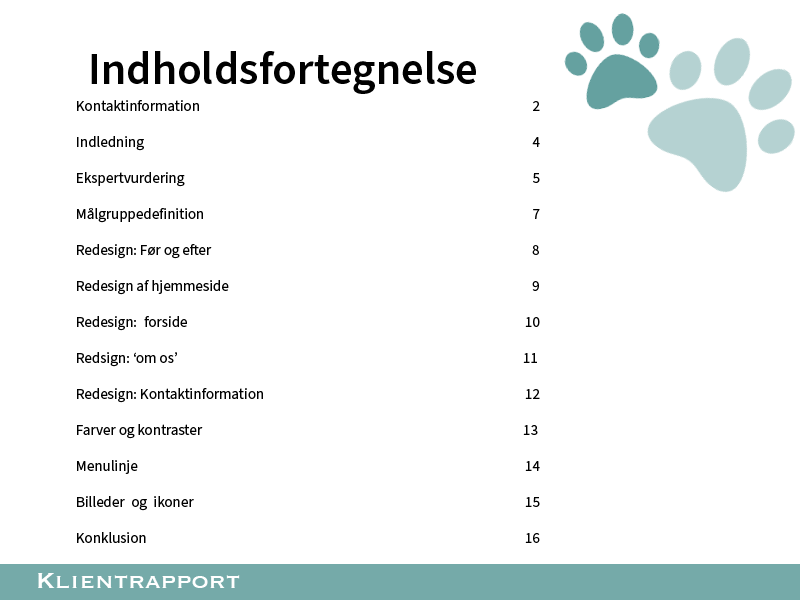 Indholdsfortegnelse
Kontaktinformation 2
Indledning 4
Ekspertvurdering 5
Målgruppedefinition 7
Redesign: Før og efter 8
Redesign af hjemmeside 9
Redesign:  forside 10
Redsign: ‘om os’ 11
Redesign: Kontaktinformation 12
Farver og kontraster 13
Menulinje 14
Billeder  og  ikoner 15
Konklusion 16
Klientrapport